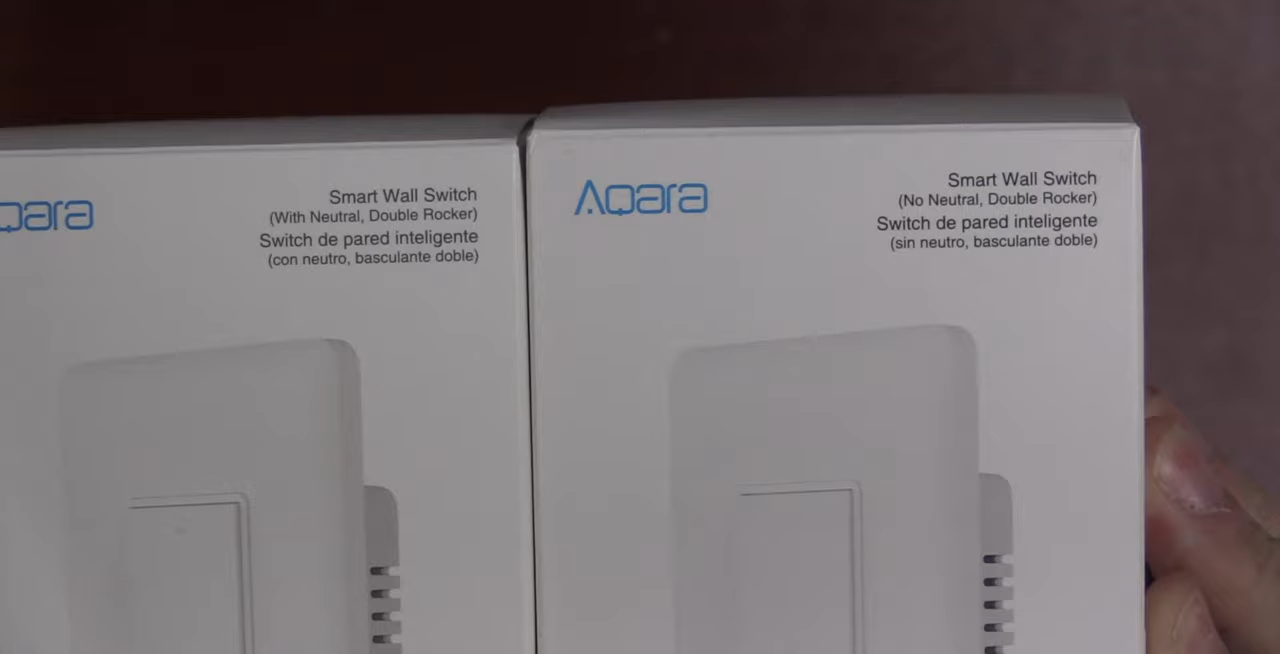 qara
Smart Wall Switch
(With Neutral, Double Rocker)
Switch de pared inteligente
(con neutro, basculante doble)
Aqara
Smart Wall Switch
(No Neutral, Double Rocker)
Switch de pared inteligente
(sin neutro, basculante doble)